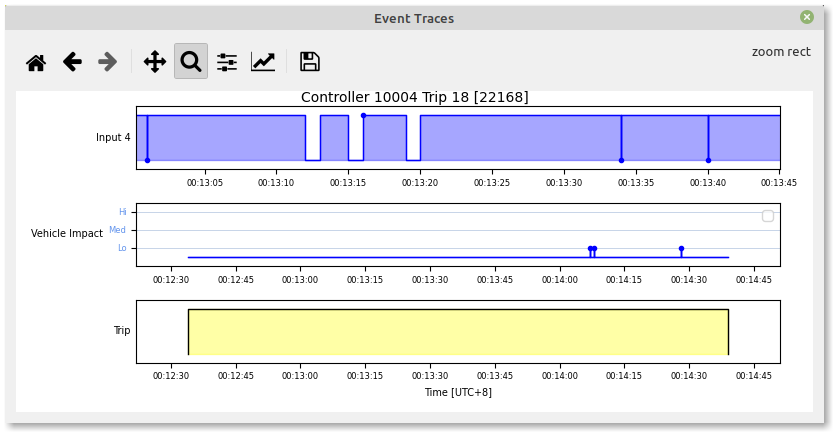 Event Traces
zoom rect
Controller 10004 Trip 18 [22168]
Input 4
00:13:05 00:13:10 00:13:15 00:13:20 00:13:25 00:13:30 00:13:35 00:13:40 00:13:45
Hi
Vehicle Impact Med
Lo
00:12:30 00:12:45 00:13:00 00:13:15 00:13:30 00:13:45 00:14:00 00:14:15 00:14:30 00:14:45
Trip
00:12:30 00:12:45 00:13:00 00:13:15 00:13:30 00:13:45 00:14:00 00:14:15 00:14:30 00:14:45
Time [UTC+8]